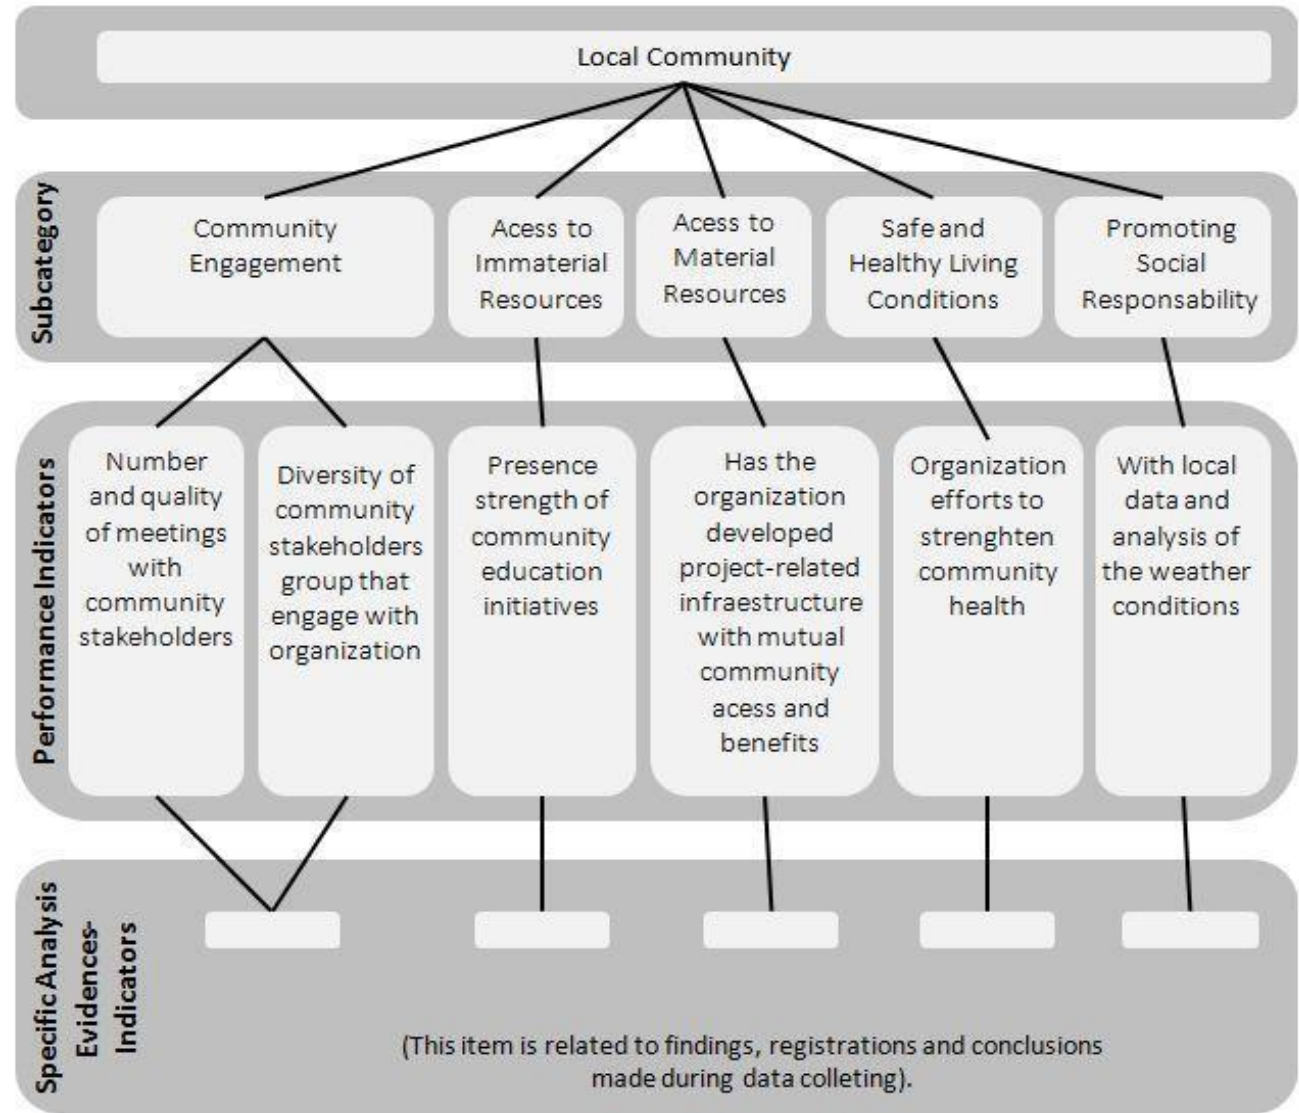 Local Community
Subcategory
Community
Engagement
Acess to
Immaterial
Resources
Acess to
Material
Resources
Safe and
Healthy Living
Conditions
Promoting
Social
Responsability
Performance Indicators
Number
and quality
of meetings
with
community
stakeholders
Diversity of
community
stakeholders
group that
engage with
organization
Presence
strength of
community
education
initiatives
Has the
organization
developed
project-related
infraestructure
with mutual
community
acess and
benefits
Organization
efforts to
strenghten
community
health
With local
data and
analysis of
the weather
conditions
Specific Analysis
Evidences-
Indicators
(This item is related to findings, registrations and conclusions
made during data colleting).